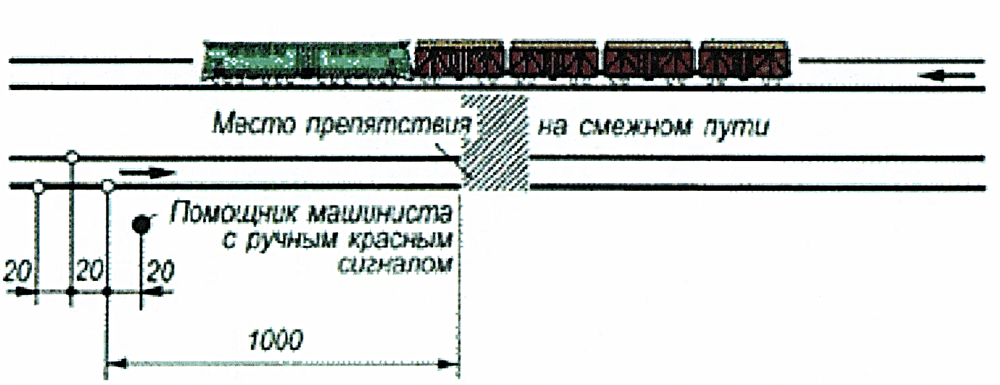 Место препятствия на смежном пути
Помощник машиниста
с ручным красным
сигналом
20 20 20
1000